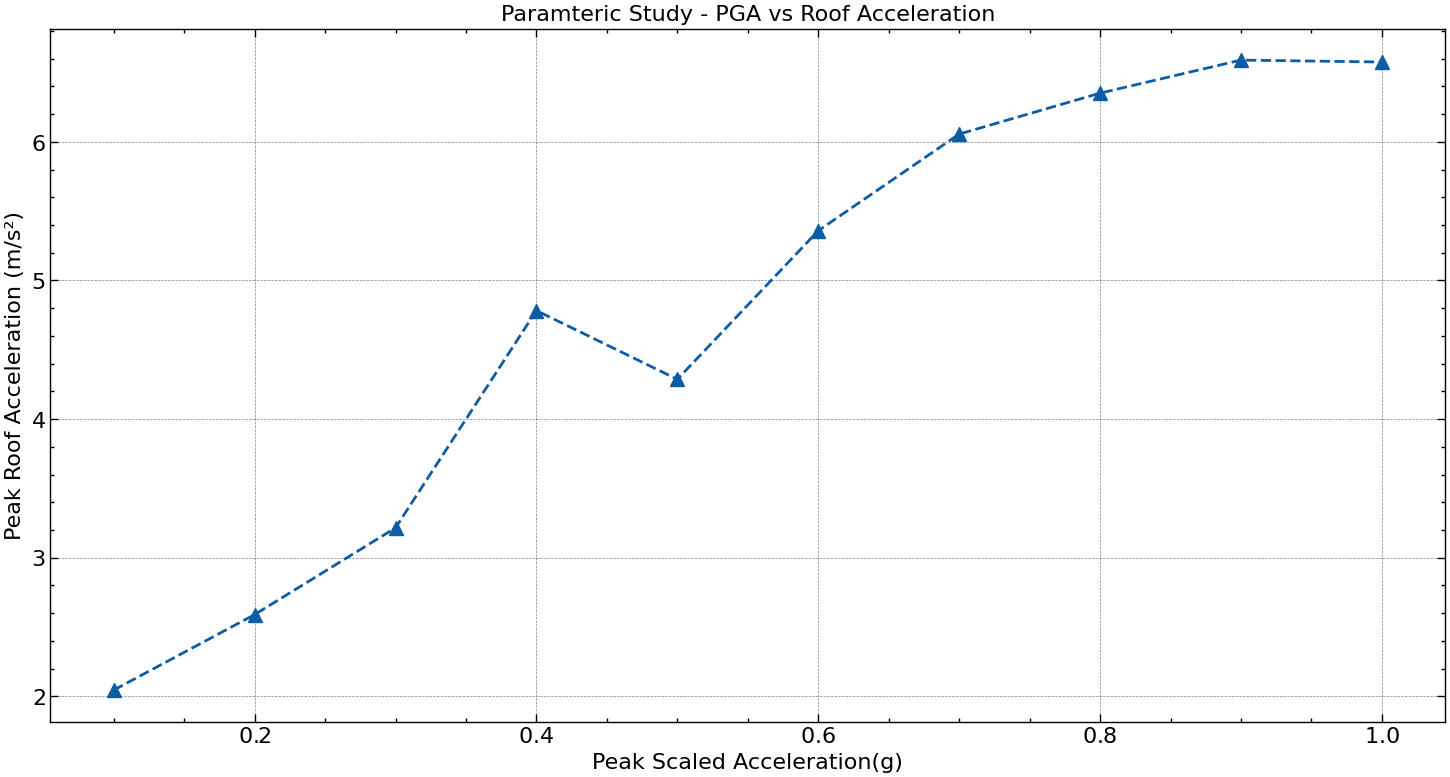 Paramteric Study - PGA vs Roof Acceleration
Peak Roof Acceleration (m/s²)
6
5
4
3
2
0.2 0.4 0.6 0.8 1.0
Peak Scaled Acceleration(g)